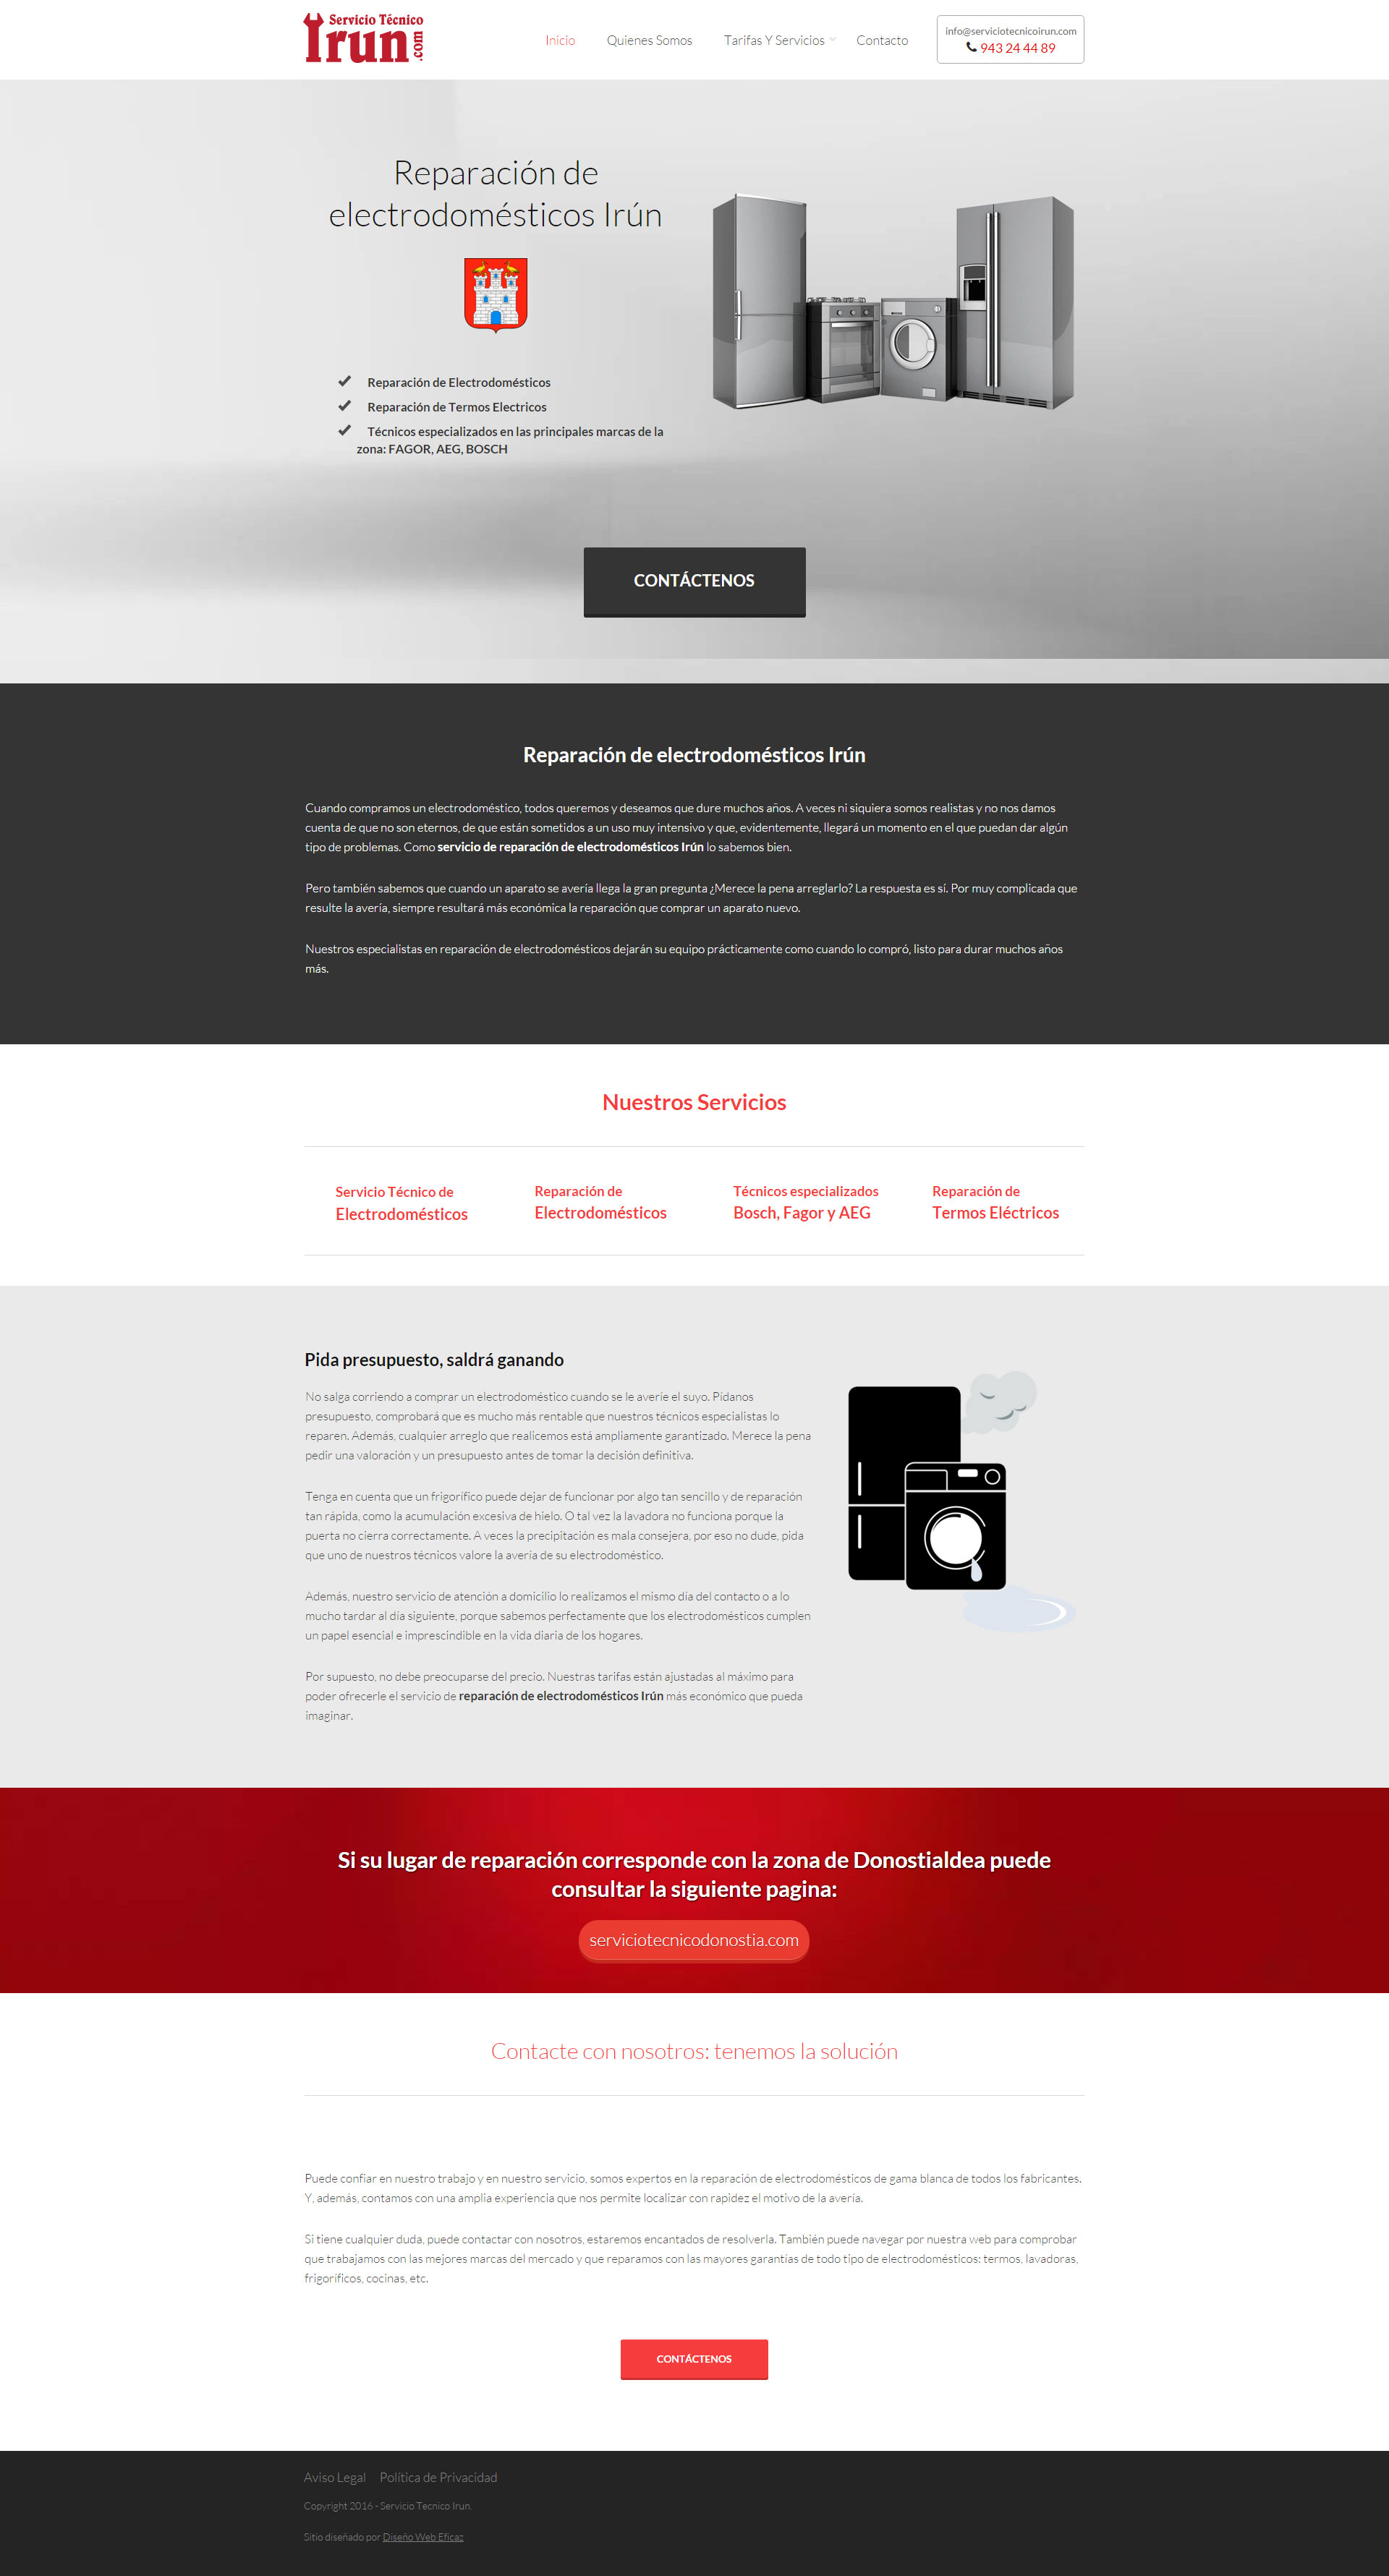 Servicio Técnico
Irun.com
Inicio
Quienes Somos
Tarifas Y Servicios
Contacto
info@serviciotecnicoirun.com
943 24 44 89
Reparación de
electrodomésticos Irún
Reparación de Electrodomésticos
Reparación de Termos Electricos
Técnicos especializados en las principales marcas de la
zona: FAGOR, AEG, BOSCH
CONTÁCTENOS
Reparación de electrodomésticos Irún
Cuando compramos un electrodoméstico, todos queremos y deseamos que dure muchos años. A veces ni siquiera somos realistas y no nos damos
cuenta de que no son eternos, de que están sometidos a un uso muy intensivo y que, evidentemente, llegará un momento en el que puedan dar algún
tipo de problemas. Como servicio de reparación de electrodomésticos Irún lo sabemos bien.
Pero también sabemos que cuando un aparato se avería llega la gran pregunta ¿Merece la pena arreglarlo? La respuesta es sí. Por muy complicada que
resulte la avería, siempre resultará más económica la reparación que comprar un aparato nuevo.
Nuestros especialistas en reparación de electrodomésticos dejarán su equipo prácticamente como cuando lo compró, listo para durar muchos años
más.
Nuestros Servicios
Servicio Técnico de
Electrodomésticos
Reparación de
Electrodomésticos
Técnicos especializados
Bosch, Fagor y AEG
Reparación de
Termos Eléctricos
Pida presupuesto, saldrá ganando
No salga corriendo a comprar un electrodoméstico cuando se le averíe el suyo. Pídanos
presupuesto, comprobará que es mucho más rentable que nuestros técnicos especialistas lo
reparen. Además, cualquier arreglo que realicemos está ampliamente garantizado. Merece la pena
pedir una valoración y un presupuesto antes de tomar la decisión definitiva.
Tenga en cuenta que un frigorífico puede dejar de funcionar por algo tan sencillo y de reparación
tan rápida, como la acumulación excesiva de hielo. O tal vez la lavadora no funciona porque la
puerta no cierra correctamente. A veces la precipitación es mala consejera, por eso no dude, pida
que uno de nuestros técnicos valore la avería de su electrodoméstico.
Además, nuestro servicio de atención a domicilio lo realizamos el mismo día del contacto o a lo
mucho tardar al día siguiente, porque sabemos perfectamente que los electrodomésticos cumplen
un papel esencial e imprescindible en la vida diaria de los hogares.
Por supuesto, no debe preocuparse del precio. Nuestras tarifas están ajustadas al máximo para
poder ofrecerle el servicio de reparación de electrodomésticos Irún más económico que pueda
imaginar.
Si su lugar de reparación corresponde con la zona de Donostialdea puede
consultar la siguiente pagina:
serviciotecnicodonostia.com
Contacte con nosotros: tenemos la solución
Puede confiar en nuestro trabajo y en nuestro servicio, somos expertos en la reparación de electrodomésticos de gama blanca de todos los fabricantes.
Y, además, contamos con una amplia experiencia que nos permite localizar con rapidez el motivo de la avería.
Si tiene cualquier duda, puede contactar con nosotros, estaremos encantados de resolverla. También puede navegar por nuestra web para comprobar
que trabajamos con las mejores marcas del mercado y que reparamos con las mayores garantías de todo tipo de electrodomésticos: termos, lavadoras,
frigoríficos, cocinas, etc.
CONTÁCTENOS
Aviso Legal
Política de Privacidad
Copyright 2016 - Servicio Tecnico Irun.
Sitio diseñado por Diseño Web Eficaz